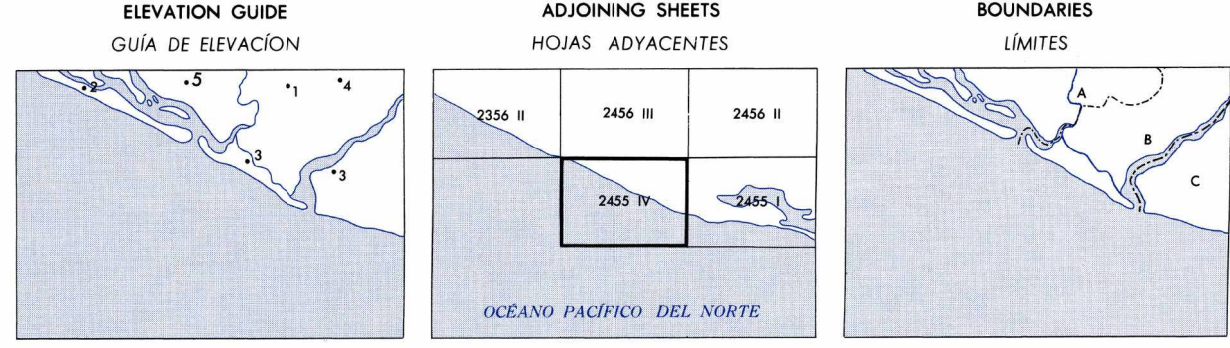 ELEVATION GUIDE
GUÍA DE ELEVACÍON
2
5
1
4
3
3
ADJOINING SHEETS
HOJAS ADYACENTES
2356 II
2456 III
2456 II
2455 IV
2455 I
OCÉANO PACÍFICO DEL NORTE
BOUNDARIES
LÍMITES
A
B
C